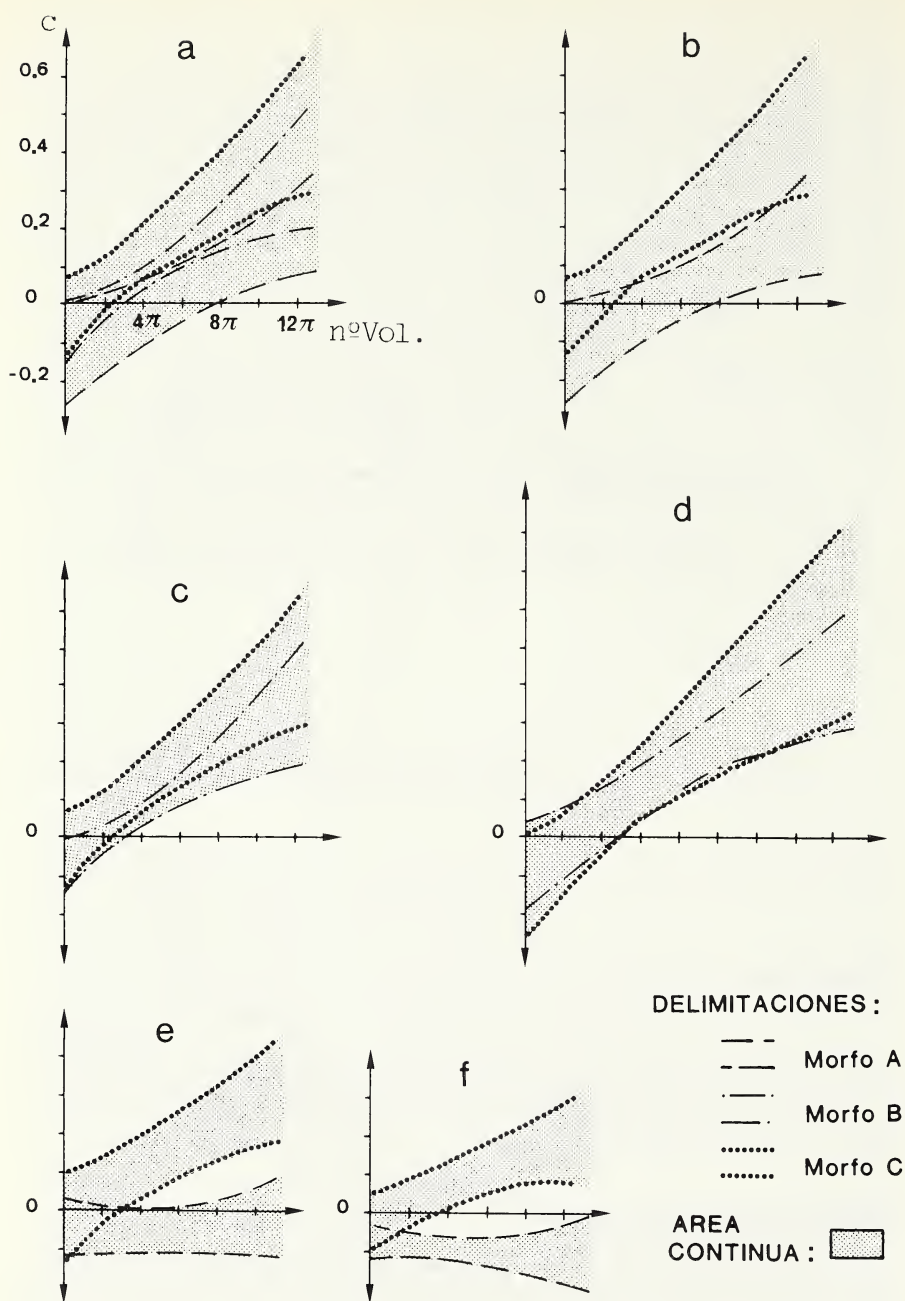 C
a
b
0.6
0.4
0.2
0
0
4π 8π 12π
nºVol.
-0.2
c
d
0
0
DELIMITACIONES :
e
f
Morfo A
Morfo B
Morfo C
0
0
AREA
CONTINUA :